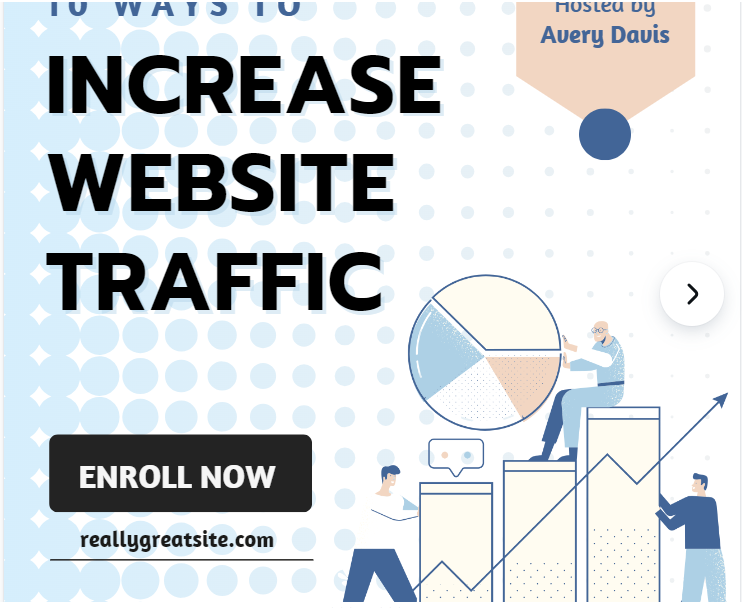 10 WAYS TO
INCREASE
WEBSITE
TRAFFIC
Hosted by
Avery Davis
ENROLL NOW
reallygreatsite.com